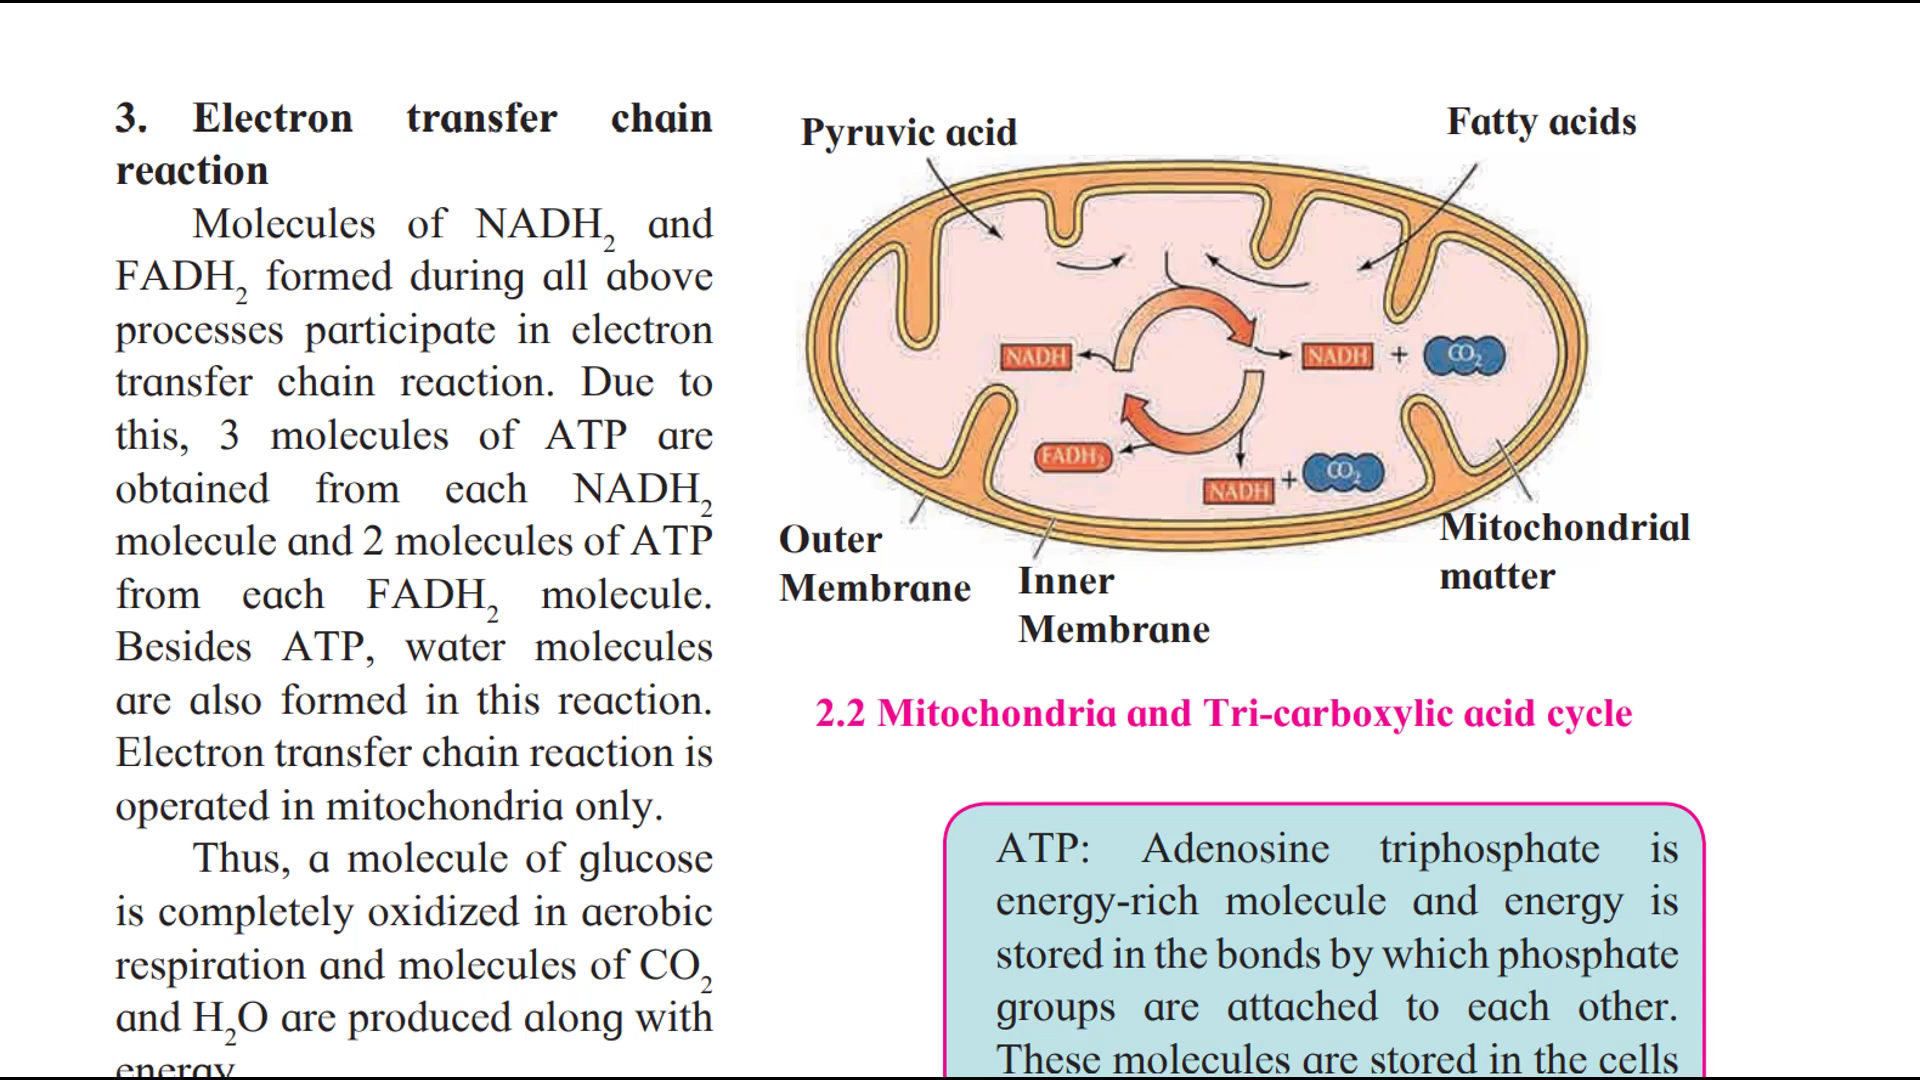 3. Electron transfer chain
reaction
Molecules of NADH₂ and
FADH₂ formed during all above
processes participate in electron
transfer chain reaction. Due to
this, 3 molecules of ATP are
obtained from each NADH₂
molecule and 2 molecules of ATP
from each FADH₂ molecule.
Besides ATP, water molecules
are also formed in this reaction.
Electron transfer chain reaction is
operated in mitochondria only.
Thus, a molecule of glucose
is completely oxidized in aerobic
respiration and molecules of CO₂
and H₂O are produced along with
energy
Pyruvic acid
Fatty acids
NADH
NADH + CO₂
FADH₂
NADH + CO₂
Outer
Membrane
Inner
Membrane
Mitochondrial
matter
2.2 Mitochondria and Tri-carboxylic acid cycle
ATP: Adenosine triphosphate is
energy-rich molecule and energy is
stored in the bonds by which phosphate
groups are attached to each other.
These molecules are stored in the cells